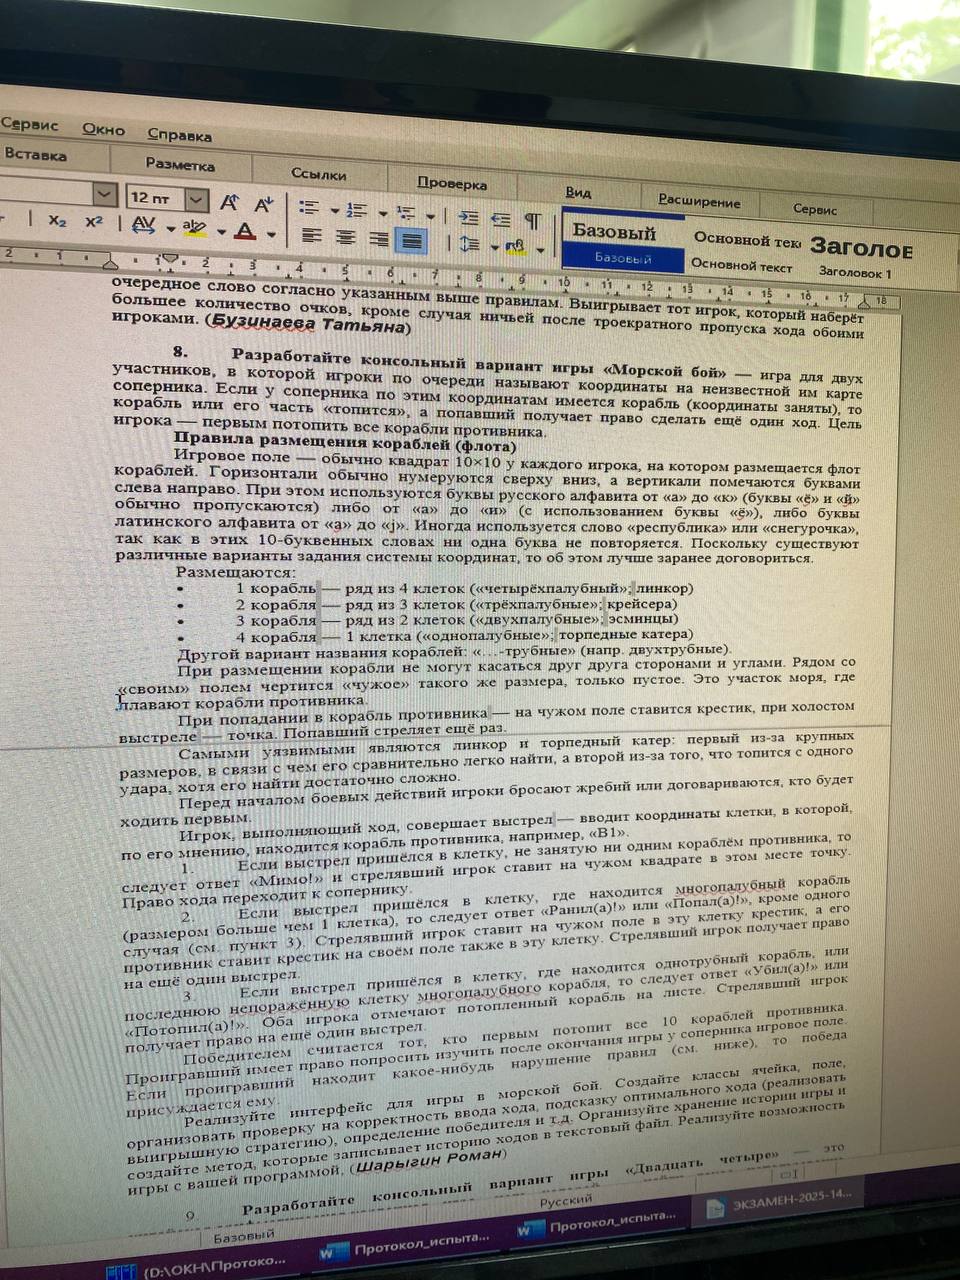 Сервис Окно Справка
Вставка Разметка Ссылки Проверка Вид Расширение Сервис
12 пт
Базовый Основной тек Заголов
Базовый Основной текст Заголовок 1
2 1 1 2 3 4 5 6 7 8 9 10 11 12 13 14 15 16 17 18
очередное слово согласно указанным выше правилам. Выигрывает тот игрок, который наберёт
большее количество очков, кроме случая ничьей после троекратного пропуска хода обоими
игроками. (Бузинаева Татьяна)
8. Разработайте консольный вариант игры «Морской бой» — игра для двух
участников, в которой игроки по очереди называют координаты на неизвестной им карте
соперника. Если у соперника по этим координатам имеется корабль (координаты заняты), то
корабль или его часть «топится», а попавший получает право сделать ещё один ход. Цель
игрока — первым потопить все корабли противника.
Правила размещения кораблей (флота)
Игровое поле — обычно квадрат 10×10 у каждого игрока, на котором размещается флот
кораблей. Горизонтали обычно нумеруются сверху вниз, а вертикали помечаются буквами
слева направо. При этом используются буквы русского алфавита от «а» до «к» (буквы «ё» и «й»
обычно пропускаются) либо от «а» до «и» (с использованием буквы «ё»), либо буквы
латинского алфавита от «a» до «j». Иногда используется слово «республика» или «снегурочка»,
так как в этих 10-буквенных словах ни одна буква не повторяется. Поскольку существуют
различные варианты задания системы координат, то об этом лучше заранее договориться.
Размещаются:
• 1 корабль — ряд из 4 клеток («четырёхпалубный»; линкор)
• 2 корабля — ряд из 3 клеток («трёхпалубные»; крейсера)
• 3 корабля — ряд из 2 клеток («двухпалубные»; эсминцы)
• 4 корабля — 1 клетка («однопалубные»; торпедные катера)
Другой вариант названия кораблей: «…-трубные» (напр. двухтрубные).
При размещении корабли не могут касаться друг друга сторонами и углами. Рядом со
«своим» полем чертится «чужое» такого же размера, только пустое. Это участок моря, где
плавают корабли противника.
При попадании в корабль противника — на чужом поле ставится крестик, при холостом
выстреле — точка. Попавший стреляет ещё раз.
Самыми уязвимыми являются линкор и торпедный катер: первый из-за крупных
размеров, в связи с чем его сравнительно легко найти, а второй из-за того, что топится с одного
удара, хотя его найти достаточно сложно.
Перед началом боевых действий игроки бросают жребий или договариваются, кто будет
ходить первым.
Игрок, выполняющий ход, совершает выстрел — вводит координаты клетки, в которой,
по его мнению, находится корабль противника, например, «В1».
1. Если выстрел пришёлся в клетку, не занятую ни одним кораблём противника, то
следует ответ «Мимо!» и стрелявший игрок ставит на чужом квадрате в этом месте точку.
Право хода переходит к сопернику.
2. Если выстрел пришёлся в клетку, где находится многопалубный корабль
(размером больше чем 1 клетка), то следует ответ «Ранил(а)!» или «Попал(а)!», кроме одного
случая (см. пункт 3). Стрелявший игрок ставит на чужом поле в эту клетку крестик, а его
противник ставит крестик на своём поле также в эту клетку. Стрелявший игрок получает право
на ещё один выстрел.
3. Если выстрел пришёлся в клетку, где находится однотрубный корабль, или
последнюю непоражённую клетку многопалубного корабля, то следует ответ «Убил(а)!» или
«Потопил(а)!». Оба игрока отмечают потопленный корабль на листе. Стрелявший игрок
получает право на ещё один выстрел.
Победителем считается тот, кто первым потопит все 10 кораблей противника.
Проигравший имеет право попросить изучить после окончания игры у соперника игровое поле.
Если проигравший находит какое-нибудь нарушение правил (см. ниже), то победа
присуждается ему.
Реализуйте интерфейс для игры в морской бой. Создайте классы ячейка, поле,
организовать проверку на корректность ввода хода, подсказку оптимального хода (реализовать
выигрышную стратегию), определение победителя и т.д. Организуйте хранение истории игры и
создайте метод, которые записывает историю ходов в текстовый файл. Реализуйте возможность
игры с вашей программой. (Шарыгин Роман)
9. Разработайте консольный вариант игры «Двадцать четыре» — это
Базовый Русский
(D:\ОКН\Протоко... Протокол_испыта... Протокол_испыта... ЭКЗАМЕН-2025-14...